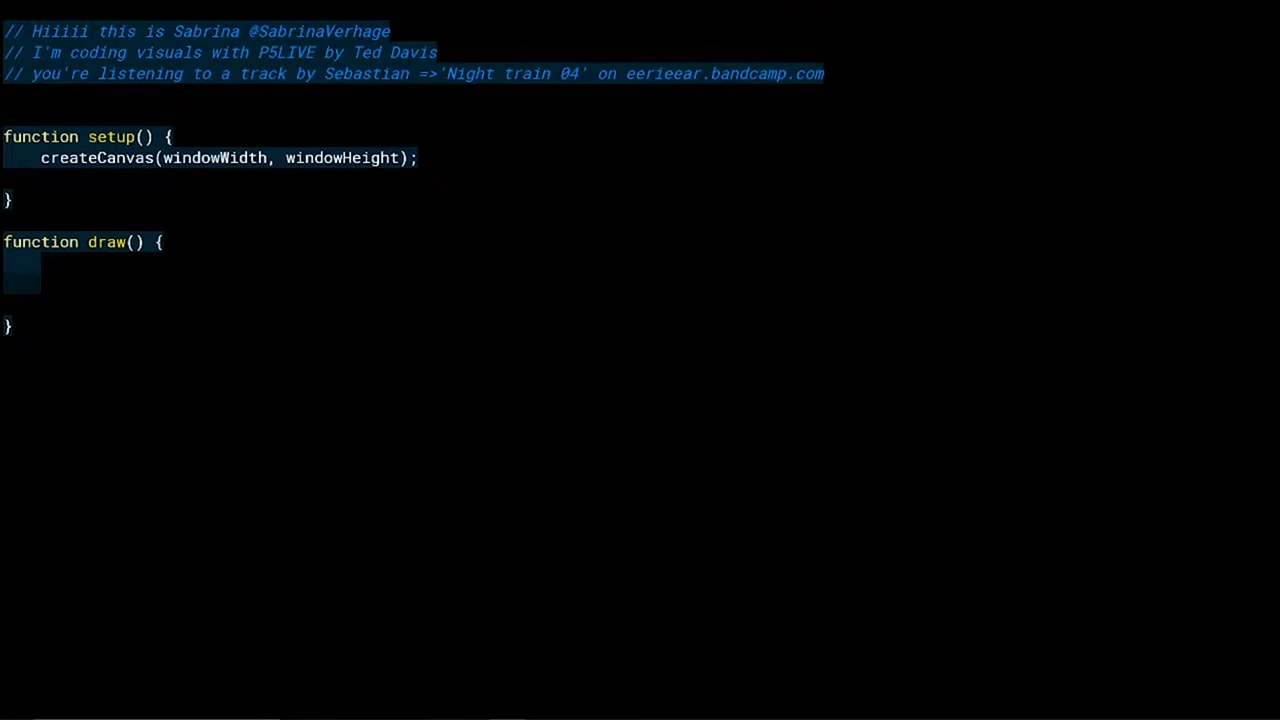 // Hiiiii this is Sabrina @SabrinaVerhage
// I'm coding visuals with P5LIVE by Ted Davis
// you're listening to a track by Sebastian =>'Night train 04' on eerieear.bandcamp.com
function setup() {
    createCanvas(windowWidth, windowHeight);
}
function draw() {
}